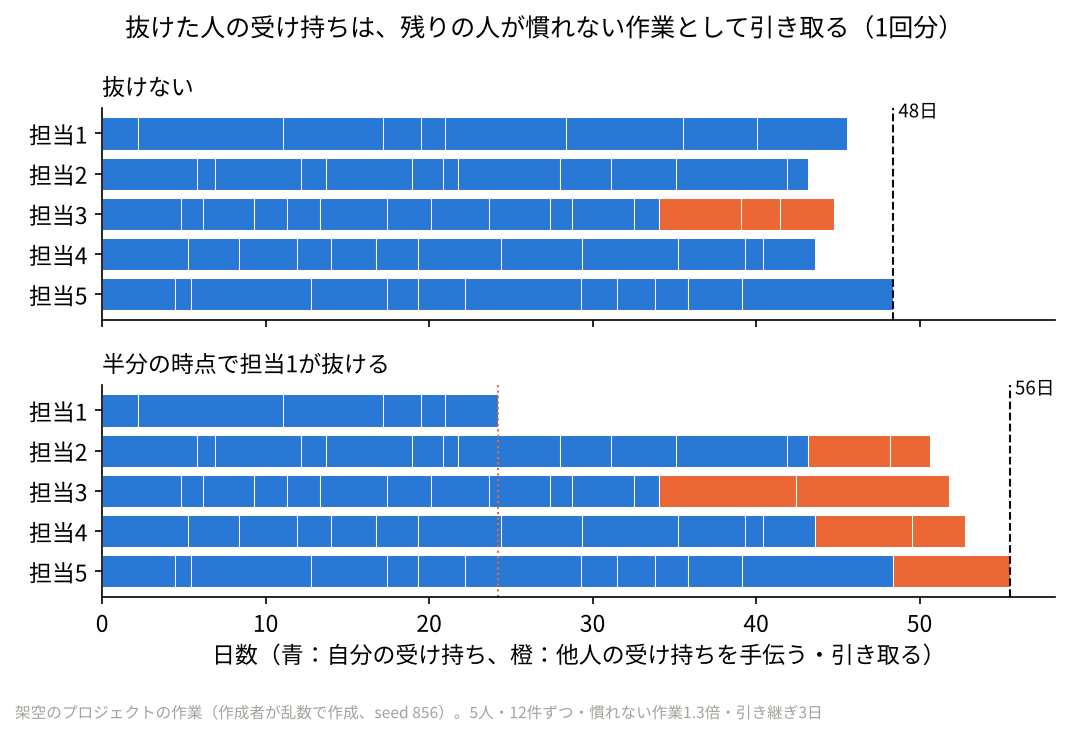 抜けた人の受け持ちは、残りの人が慣れない作業として引き取る（1回分）
抜けない
48日
担当1
担当2
担当3
担当4
担当5
半分の時点で担当1が抜ける
56日
担当1
担当2
担当3
担当4
担当5
0 10 20 30 40 50
日数（青：自分の受け持ち、橙：他人の受け持ちを手伝う・引き取る）
架空のプロジェクトの作業（作成者が乱数で作成、seed 856）。5人・12件ずつ・慣れない作業1.3倍・引き継ぎ3日